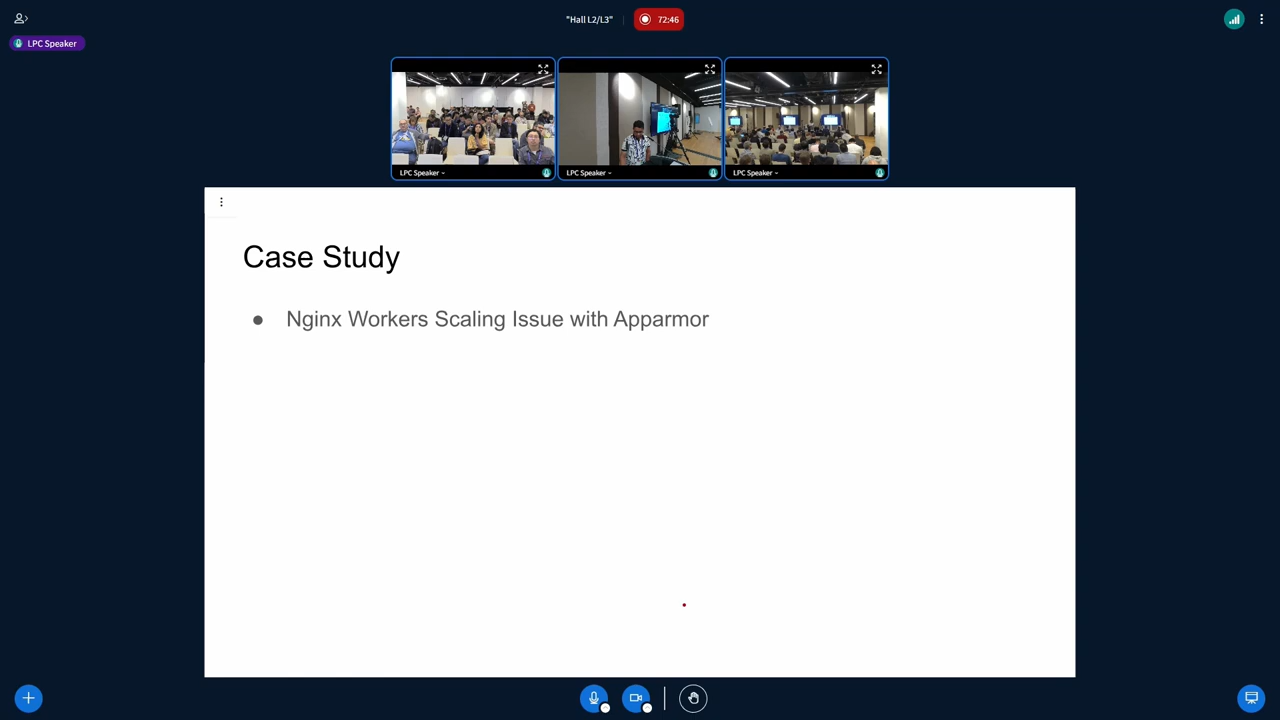 "Hall L2/L3"
72:46
LPC Speaker
LPC Speaker
LPC Speaker
LPC Speaker
Case Study
● Nginx Workers Scaling Issue with Apparmor